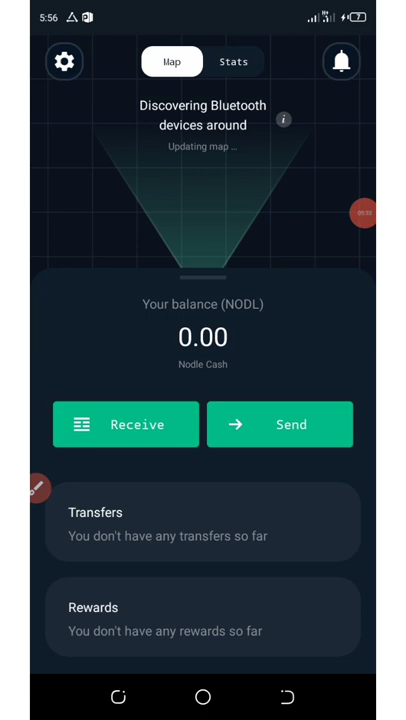 5:56
7
Map
Stats
Discovering Bluetooth
devices around
i
Updating map ...
Your balance (NODL)
0.00
Nodle Cash
Receive
Send
Transfers
You don't have any transfers so far
Rewards
You don't have any rewards so far